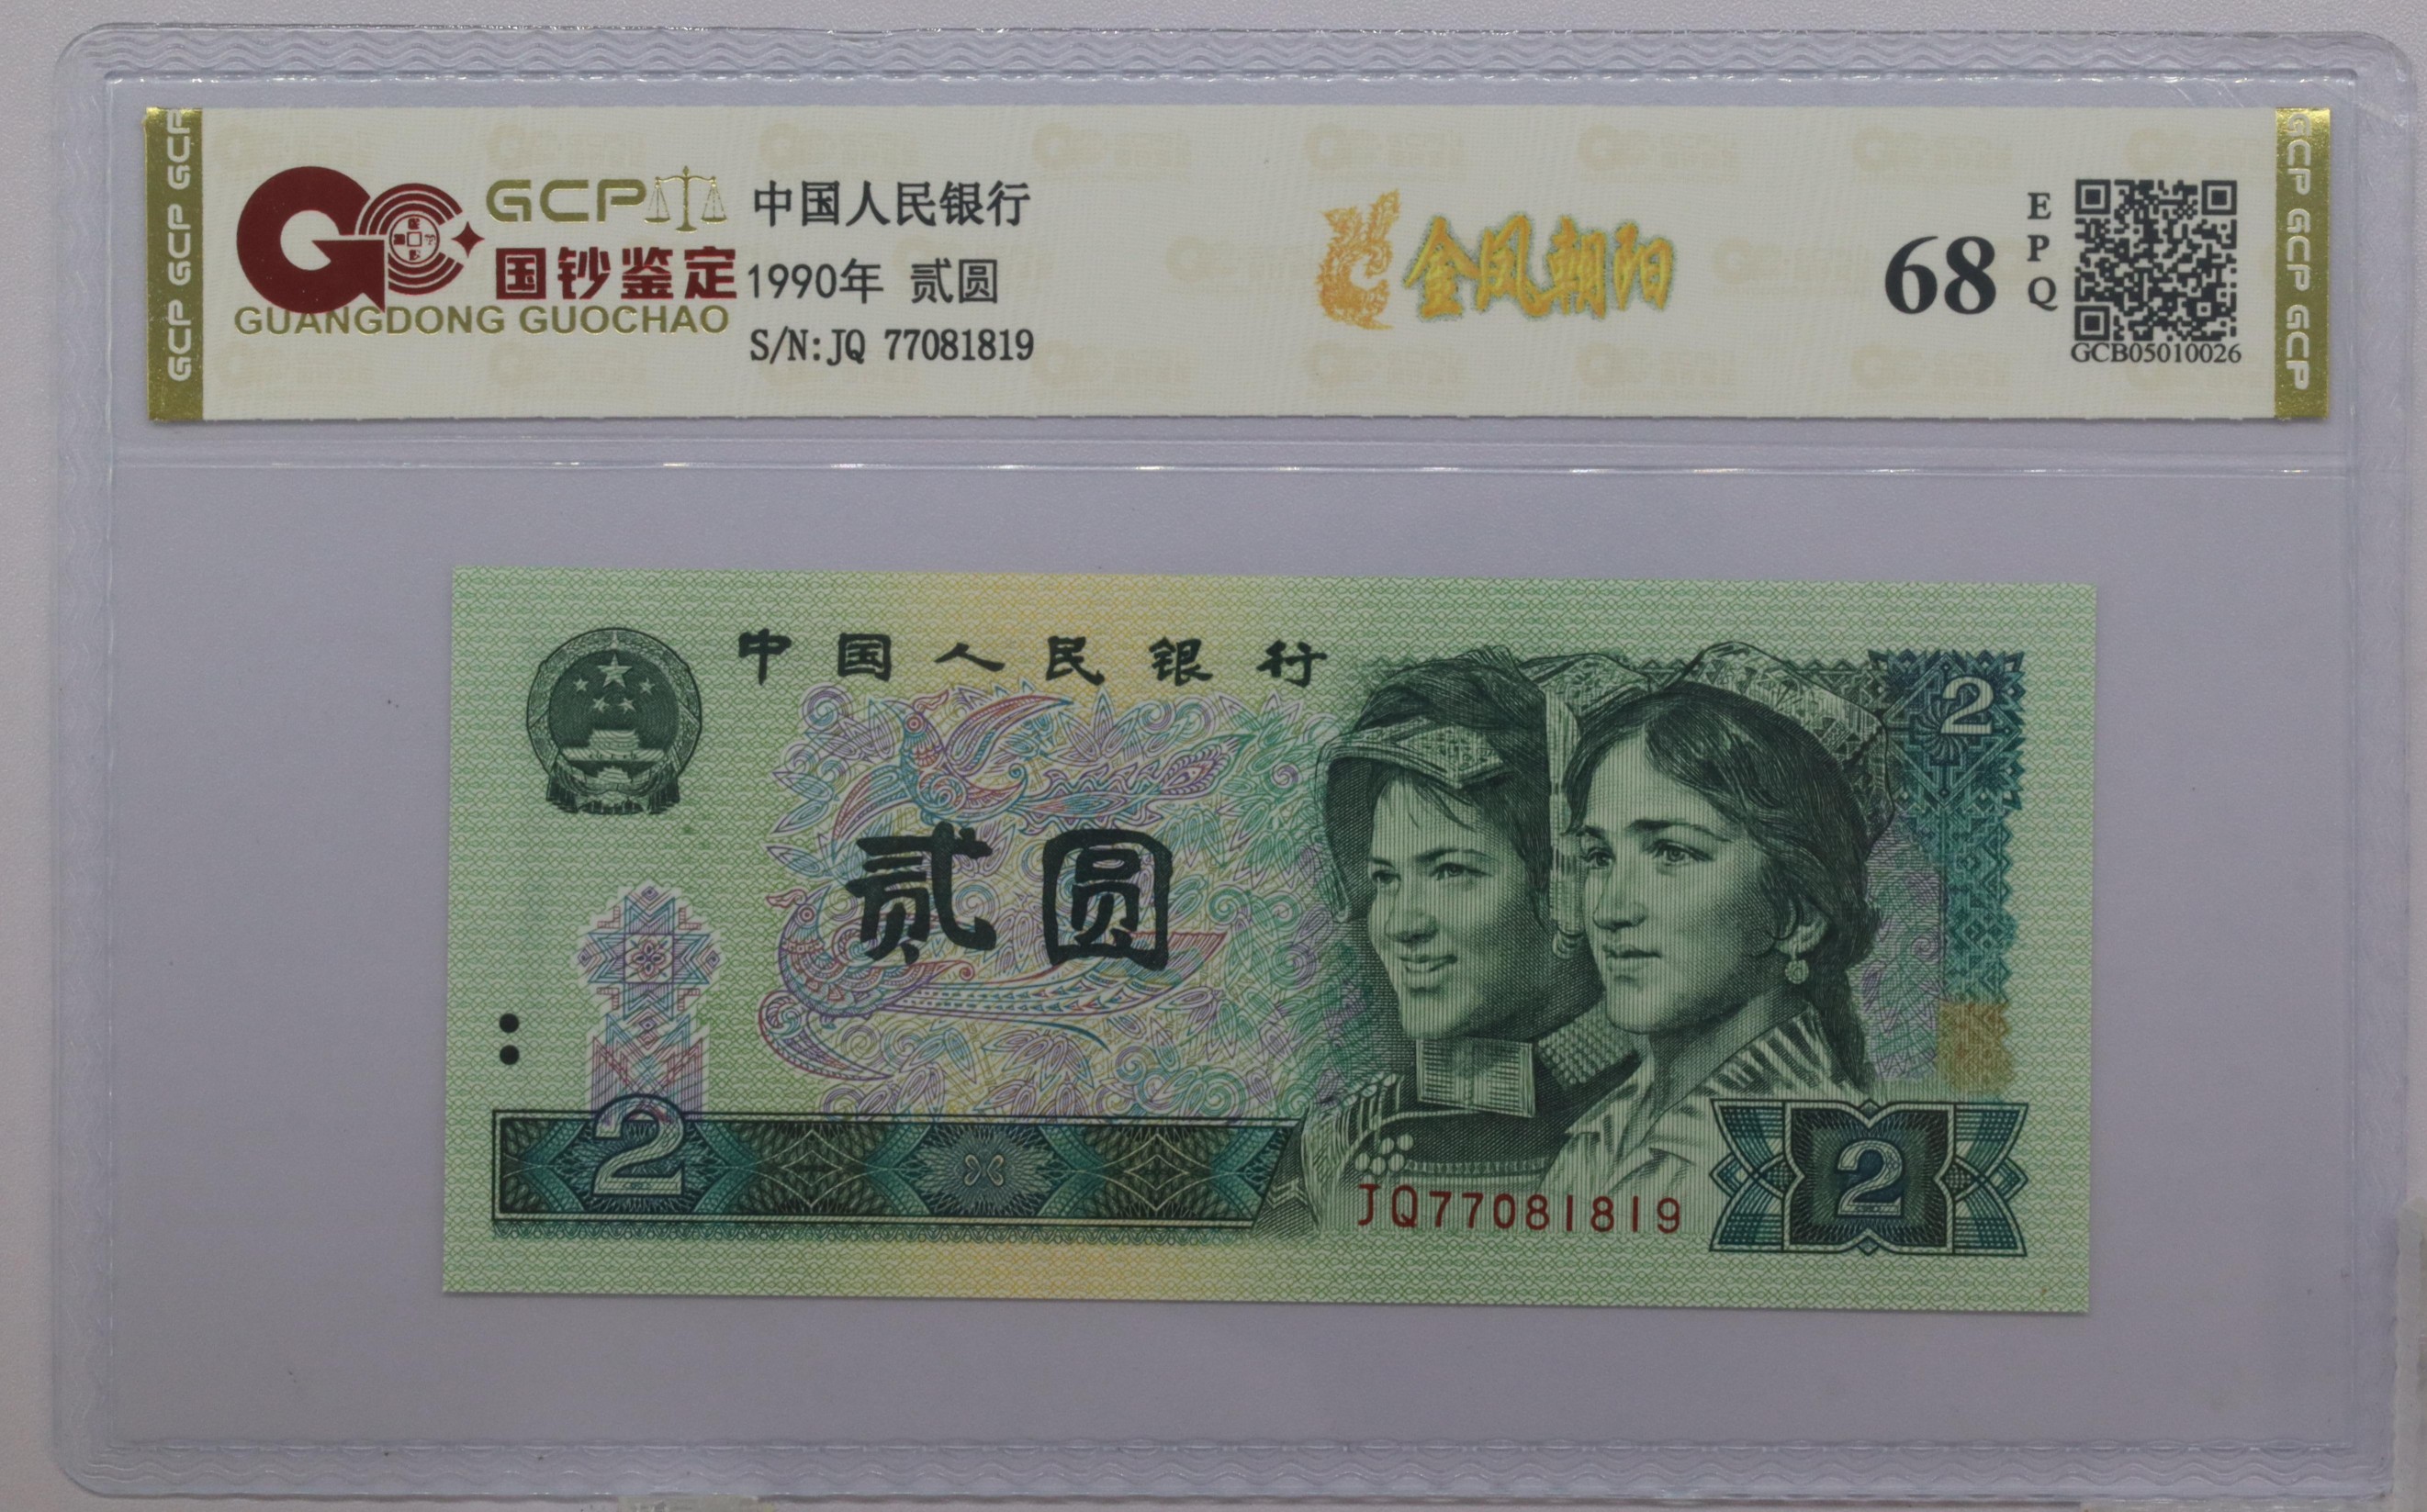 GCP GCP GCP
GCP
国钞鉴定
GUANGDONG GUOCHAO
中国人民银行
1990年 贰圆
S/N:JQ 77081819
金凤朝阳
68
EPQ
GCB05010026
GCP GCP GCP
中国人民银行
2
贰圆
2
JQ77081819
2